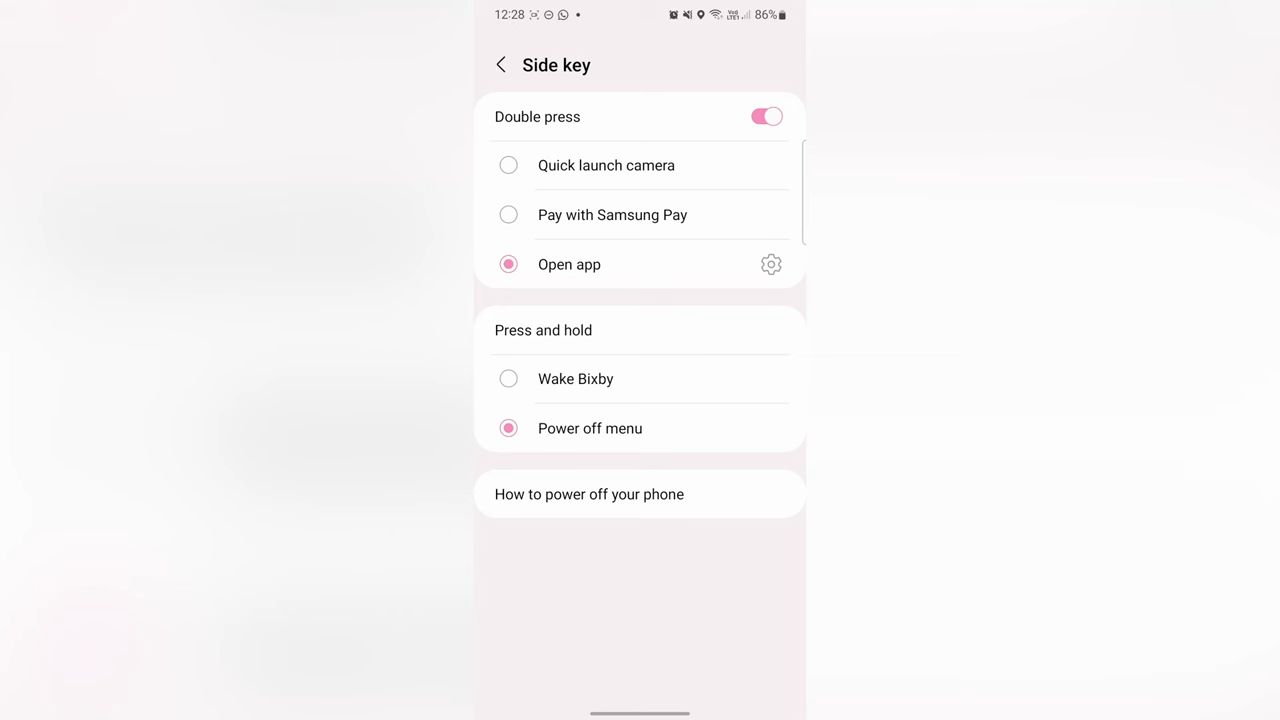 12:28 86%
Side key
Double press
Quick launch camera
Pay with Samsung Pay
Open app
Press and hold
Wake Bixby
Power off menu
How to power off your phone